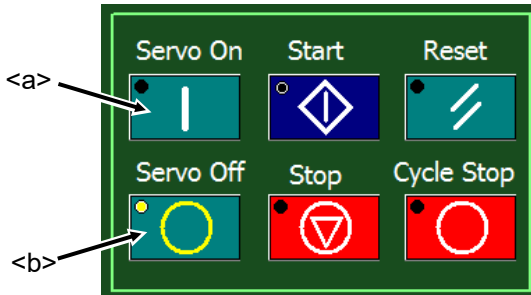 Servo On Start Reset
<a>
Servo Off Stop Cycle Stop
<b>